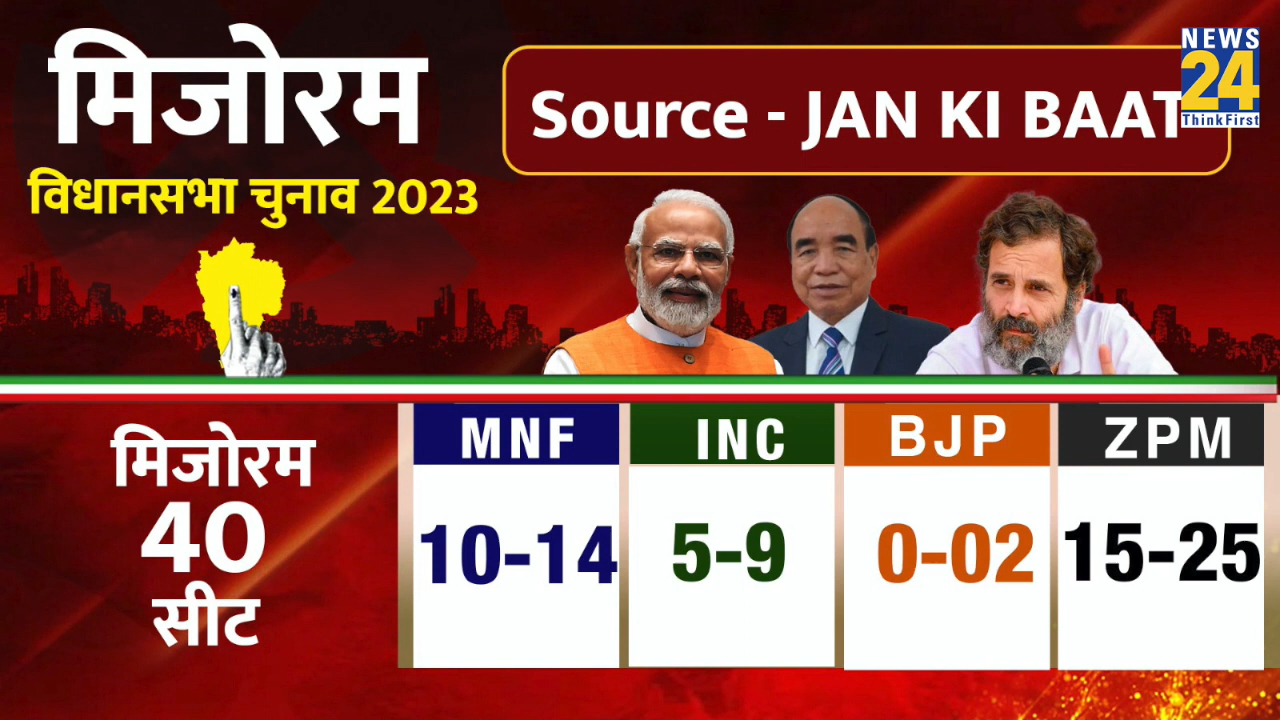 मिजोरम
विधानसभा चुनाव 2023
Source - JAN KI BAAT
NEWS
24
ThinkFirst
मिजोरम
40
सीट
MNF INC BJP ZPM
10-14 5-9 0-02 15-25